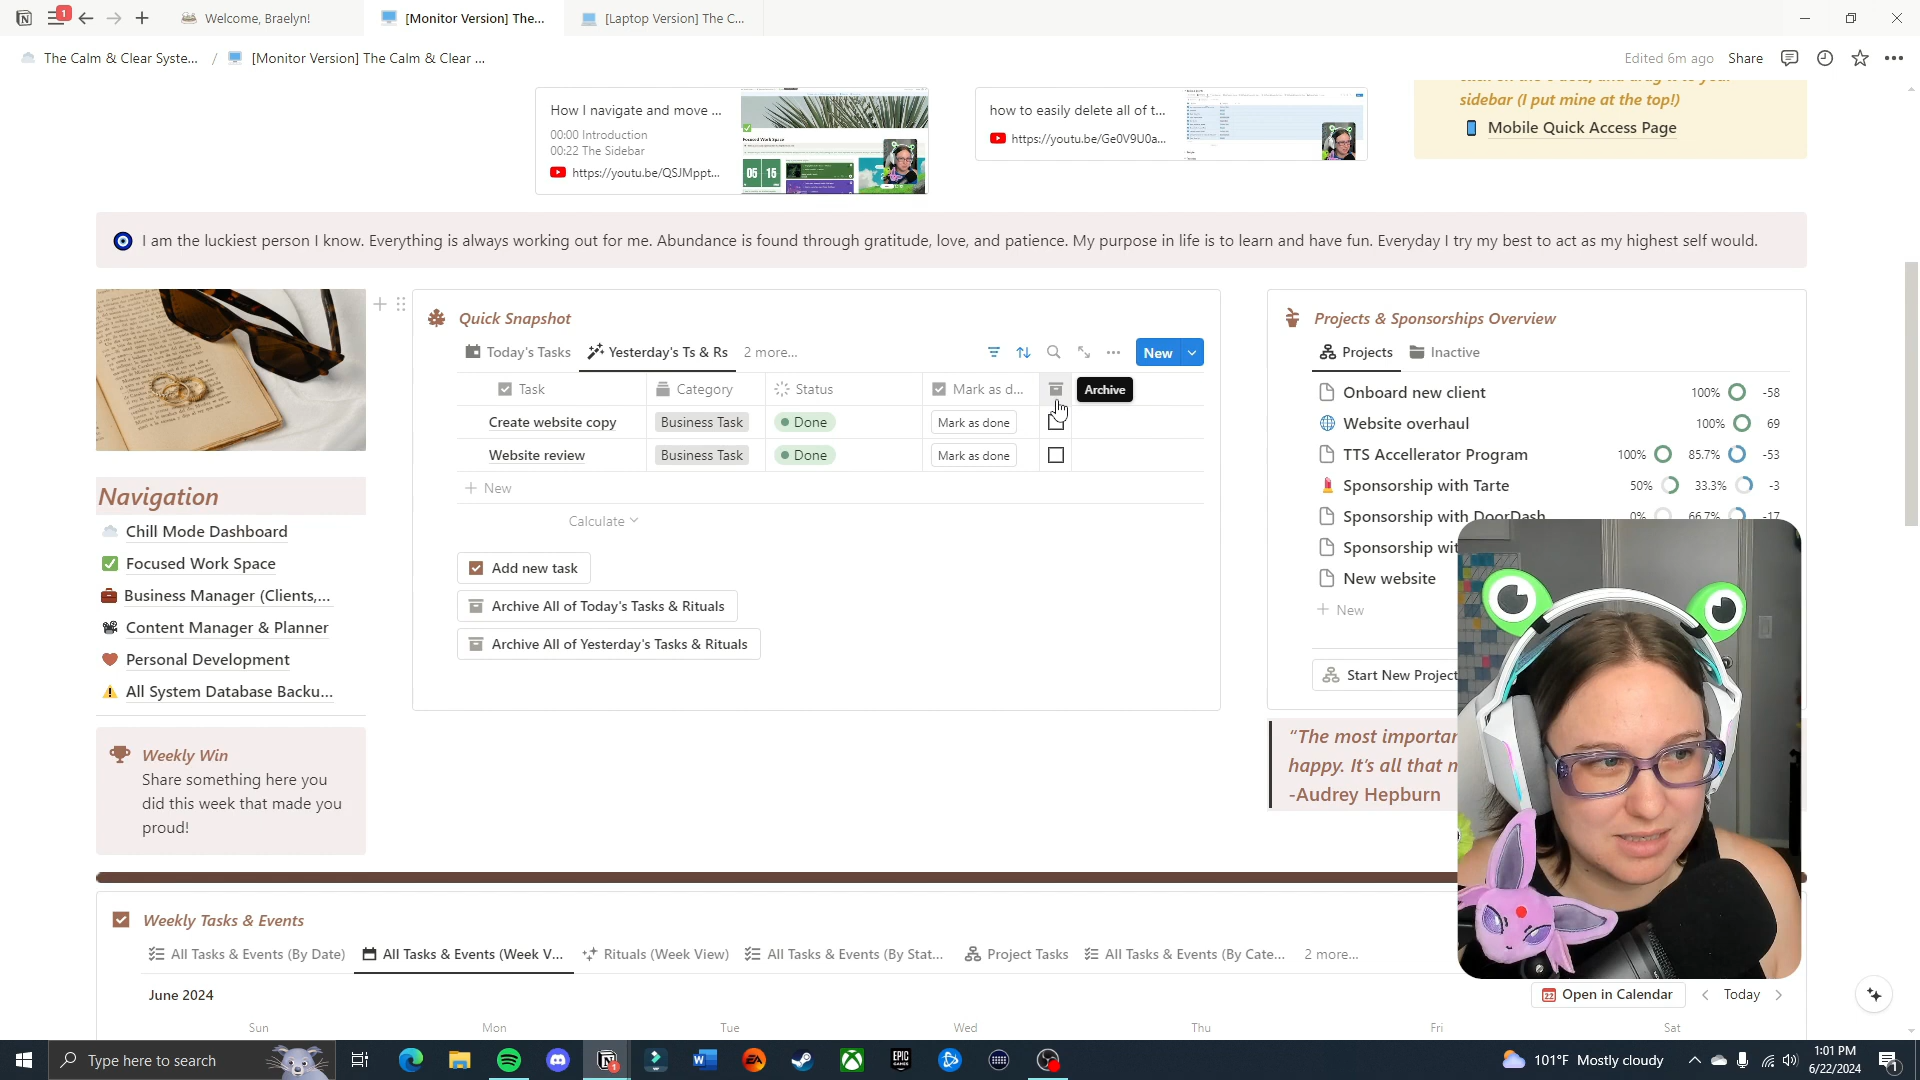 1
Welcome, Braelyn!
[Monitor Version] The...
[Laptop Version] The C...
The Calm & Clear Syste...
/
[Monitor Version] The Calm & Clear ...
Edited 6m ago
Share
How I navigate and move ...
00:00 Introduction
00:22 The Sidebar
https://youtu.be/QSJMppt...
05 15
how to easily delete all of t...
https://youtu.be/Ge0V9U0a...
sidebar (I put mine at the top!)
Mobile Quick Access Page
I am the luckiest person I know. Everything is always working out for me. Abundance is found through gratitude, love, and patience. My purpose in life is to learn and have fun. Everyday I try my best to act as my highest self would.
Quick Snapshot
Today's Tasks
Yesterday's Ts & Rs
2 more...
New
Task
Category
Status
Mark as d...
Archive
Create website copy
Business Task
Done
Mark as done
Website review
Business Task
Done
Mark as done
New
Calculate
Add new task
Archive All of Today's Tasks & Rituals
Archive All of Yesterday's Tasks & Rituals
Projects & Sponsorships Overview
Projects
Inactive
Onboard new client
100%
-58
Website overhaul
100%
69
TTS Accellerator Program
100%
85.7%
-53
Sponsorship with Tarte
50%
33.3%
-3
Sponsorship with DoorDash
0%
66.7%
-17
Sponsorship wit
New website
New
Start New Project
"The most importan
happy. It's all that m
-Audrey Hepburn
Navigation
Chill Mode Dashboard
Focused Work Space
Business Manager (Clients,...
Content Manager & Planner
Personal Development
All System Database Backu...
Weekly Win
Share something here you
did this week that made you
proud!
Weekly Tasks & Events
All Tasks & Events (By Date)
All Tasks & Events (Week V...
Rituals (Week View)
All Tasks & Events (By Stat...
Project Tasks
All Tasks & Events (By Cate...
2 more...
June 2024
Open in Calendar
Today
Sun
Mon
Tue
Wed
Thu
Fri
Sat
Type here to search
101°F Mostly cloudy
1:01 PM
6/22/2024